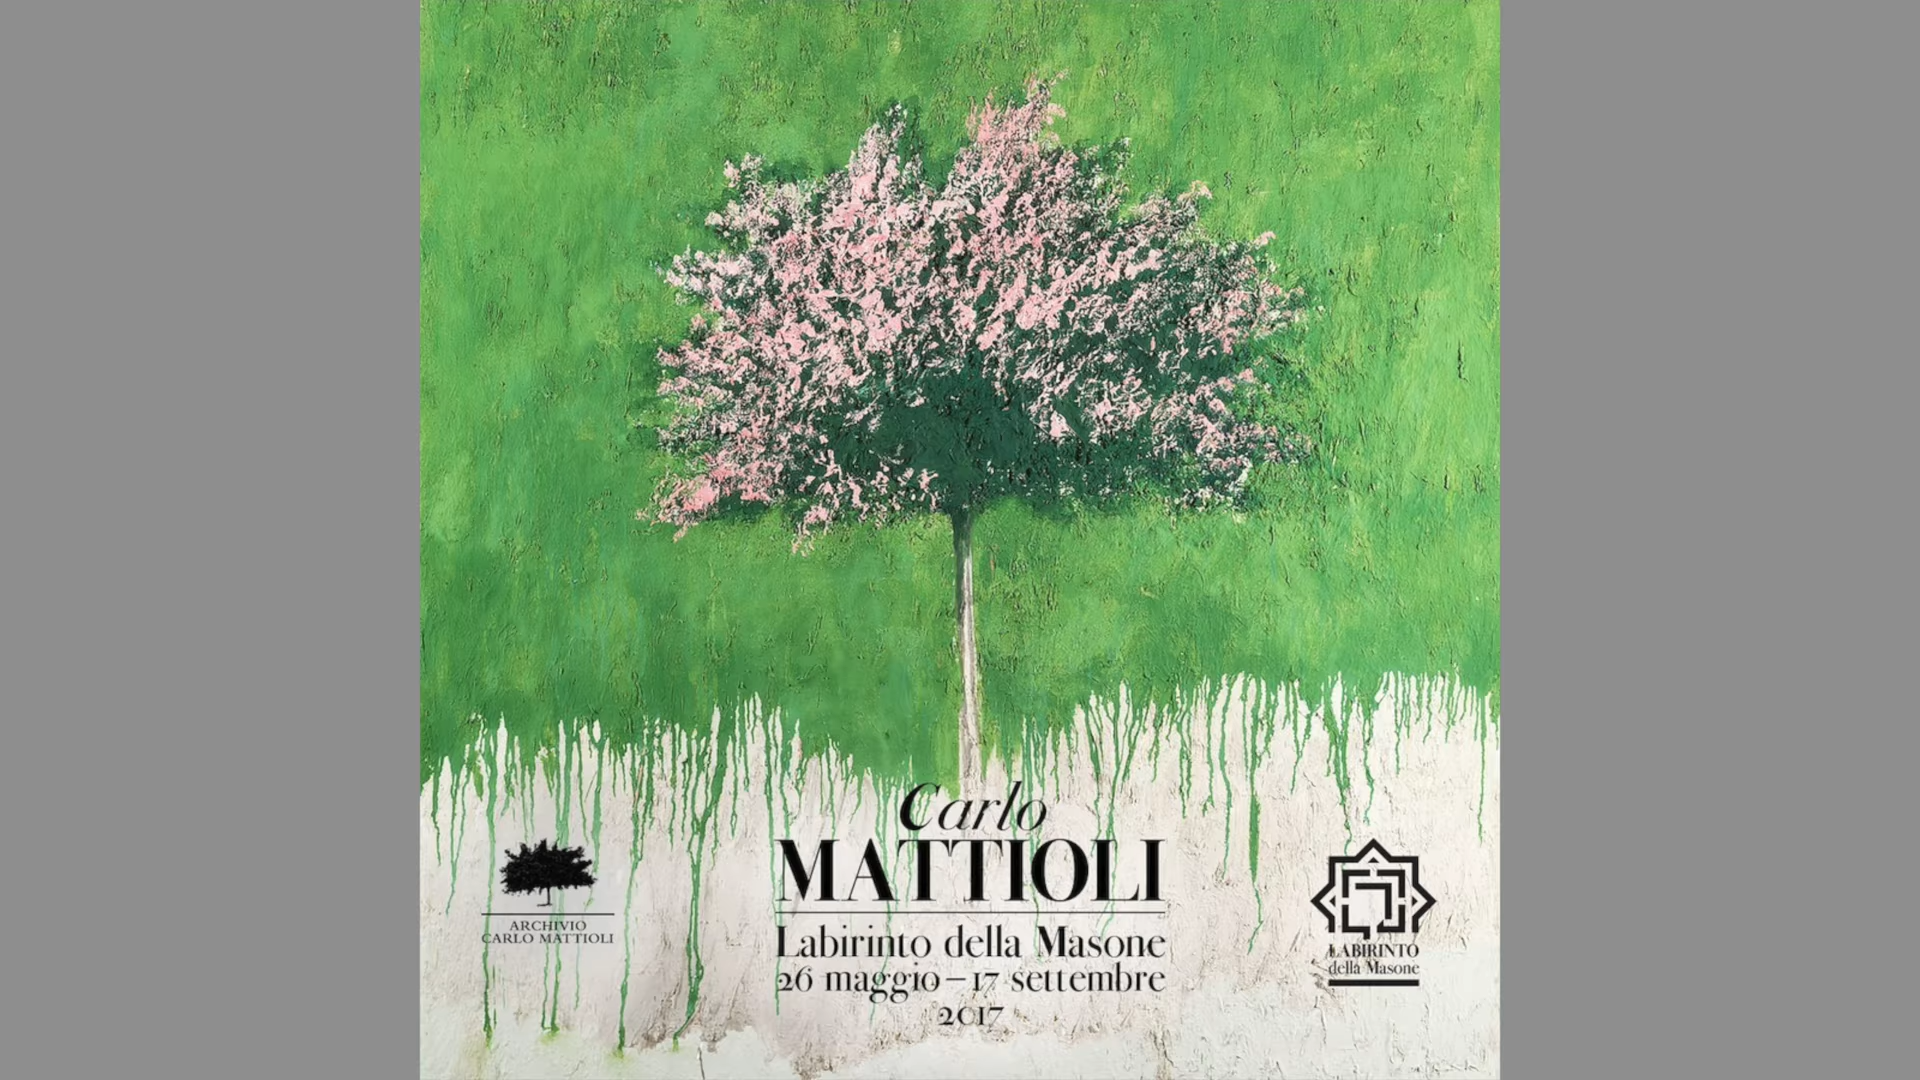 Carlo
MATTIOLI
Labirinto della Masone
26 maggio – 17 settembre
2017
ARCHIVIO
CARLO MATTIOLI
LABIRINTO
della Masone